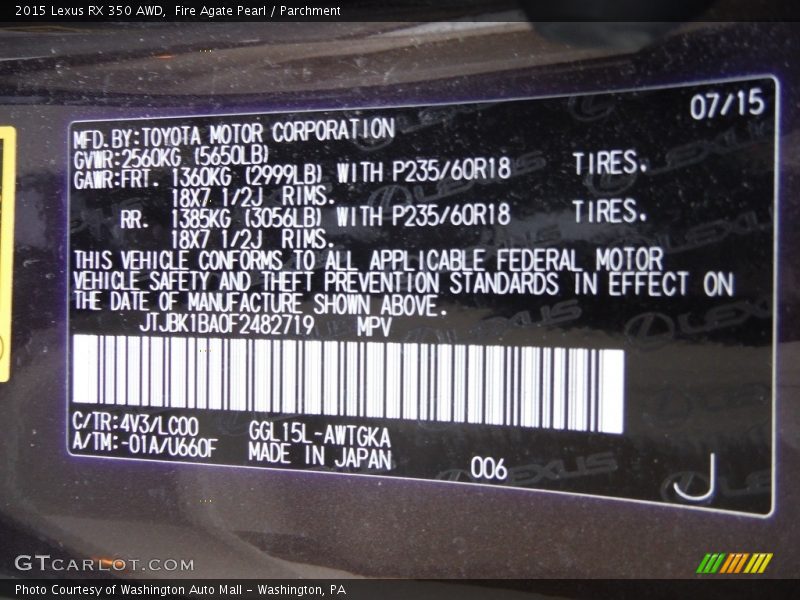 2015 Lexus RX 350 AWD, Fire Agate Pearl / Parchment
07/15
MFD.BY:TOYOTA MOTOR CORPORATION
GVWR:2560KG (5650LB)
GAWR:FRT. 1360KG (2999LB) WITH P235/60R18 TIRES.
18X7 1/2J RIMS.
RR. 1385KG (3056LB) WITH P235/60R18 TIRES.
18X7 1/2J RIMS.
THIS VEHICLE CONFORMS TO ALL APPLICABLE FEDERAL MOTOR
VEHICLE SAFETY AND THEFT PREVENTION STANDARDS IN EFFECT ON
THE DATE OF MANUFACTURE SHOWN ABOVE.
JTJBK1BA0F2482719 MPV
C/TR:4V3/LC00 GGL15L-AWTGKA
A/TM:-01A/U660F MADE IN JAPAN
006 LEXUS J
GTCARLOT.COM
Photo Courtesy of Washington Auto Mall - Washington, PA